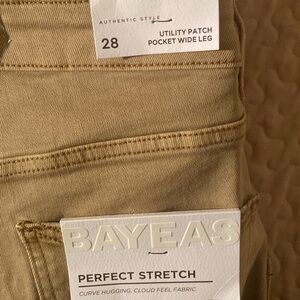 AUTHENTIC STYLE
28
UTILITY PATCH
POCKET WIDE LEG
BAYEAS
PERFECT STRETCH
CURVE HUGGING, CLOUD FEEL FABRIC